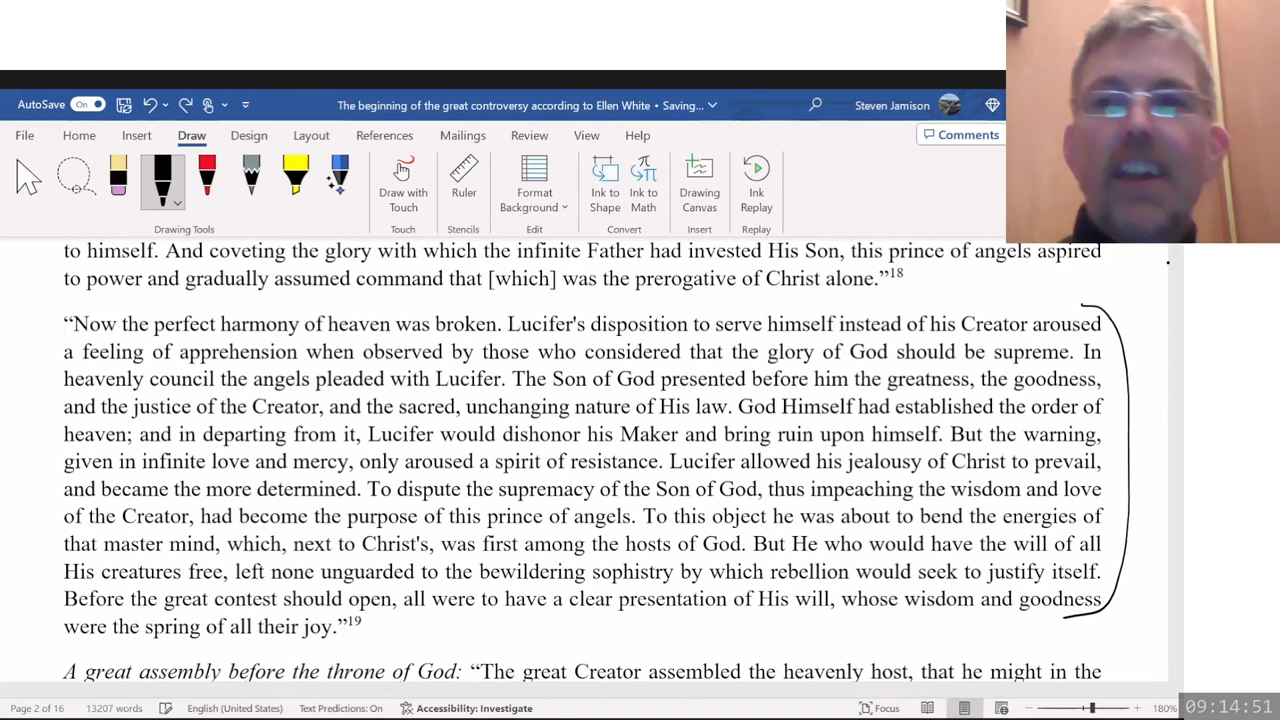 AutoSave On The beginning of the great controversy according to Ellen White • Saving... Steven Jamison
File Home Insert Draw Design Layout References Mailings Review View Help Comments
Draw with Touch Ruler Format Background Ink to Shape Ink to Math Drawing Canvas Ink Replay
Drawing Tools Touch Stencils Edit Convert Insert Replay
to himself. And coveting the glory with which the infinite Father had invested His Son, this prince of angels aspired
to power and gradually assumed command that [which] was the prerogative of Christ alone.”18
“Now the perfect harmony of heaven was broken. Lucifer's disposition to serve himself instead of his Creator aroused
a feeling of apprehension when observed by those who considered that the glory of God should be supreme. In
heavenly council the angels pleaded with Lucifer. The Son of God presented before him the greatness, the goodness,
and the justice of the Creator, and the sacred, unchanging nature of His law. God Himself had established the order of
heaven; and in departing from it, Lucifer would dishonor his Maker and bring ruin upon himself. But the warning,
given in infinite love and mercy, only aroused a spirit of resistance. Lucifer allowed his jealousy of Christ to prevail,
and became the more determined. To dispute the supremacy of the Son of God, thus impeaching the wisdom and love
of the Creator, had become the purpose of this prince of angels. To this object he was about to bend the energies of
that master mind, which, next to Christ's, was first among the hosts of God. But He who would have the will of all
His creatures free, left none unguarded to the bewildering sophistry by which rebellion would seek to justify itself.
Before the great contest should open, all were to have a clear presentation of His will, whose wisdom and goodness
were the spring of all their joy.”19
A great assembly before the throne of God: “The great Creator assembled the heavenly host, that he might in the
Page 2 of 16 13207 words English (United States) Text Predictions: On Accessibility: Investigate Focus 180%
09:14:51